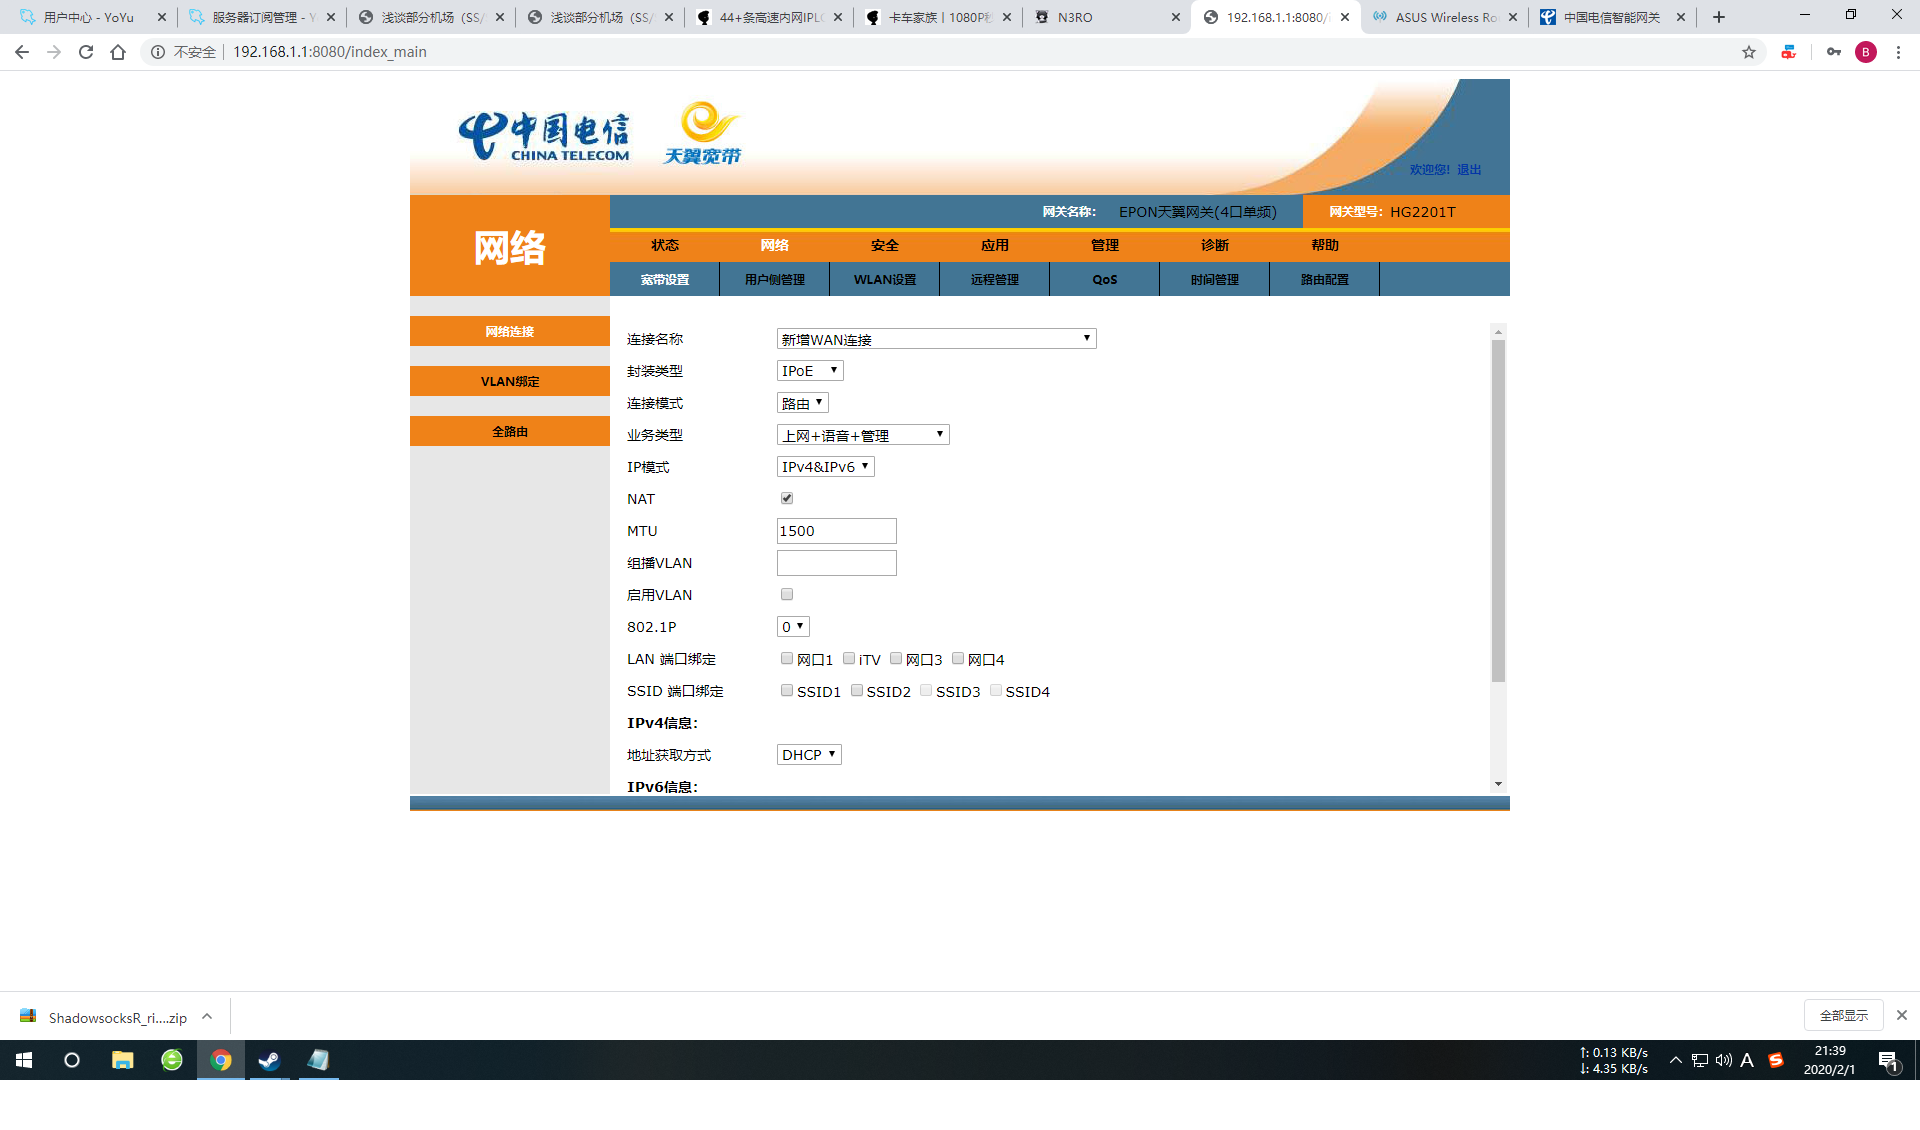 用户中心 - YoYu
服务器订阅管理 - Y
浅谈部分机场（SS/
浅谈部分机场（SS/
44+条高速内网IPLC
卡车家族丨1080P秒
N3RO
192.168.1.1:8080/i
ASUS Wireless Ro
中国电信智能网关
不安全
192.168.1.1:8080/index_main
B
中国电信
CHINA TELECOM
天翼宽带
欢迎您! 退出
网络
网关名称: EPON天翼网关(4口单频)
网关型号: HG2201T
状态 网络 安全 应用 管理 诊断 帮助
宽带设置 用户侧管理 WLAN设置 远程管理 QoS 时间管理 路由配置
网络连接
VLAN绑定
全路由
连接名称 新增WAN连接
封装类型 IPoE
连接模式 路由
业务类型 上网+语音+管理
IP模式 IPv4&IPv6
NAT
MTU 1500
组播VLAN
启用VLAN
802.1P 0
LAN 端口绑定 网口1 iTV 网口3 网口4
SSID 端口绑定 SSID1 SSID2 SSID3 SSID4
IPv4信息:
地址获取方式 DHCP
IPv6信息:
ShadowsocksR_ri....zip
全部显示
↑: 0.13 KB/s
↓: 4.35 KB/s
A
21:39
2020/2/1
1